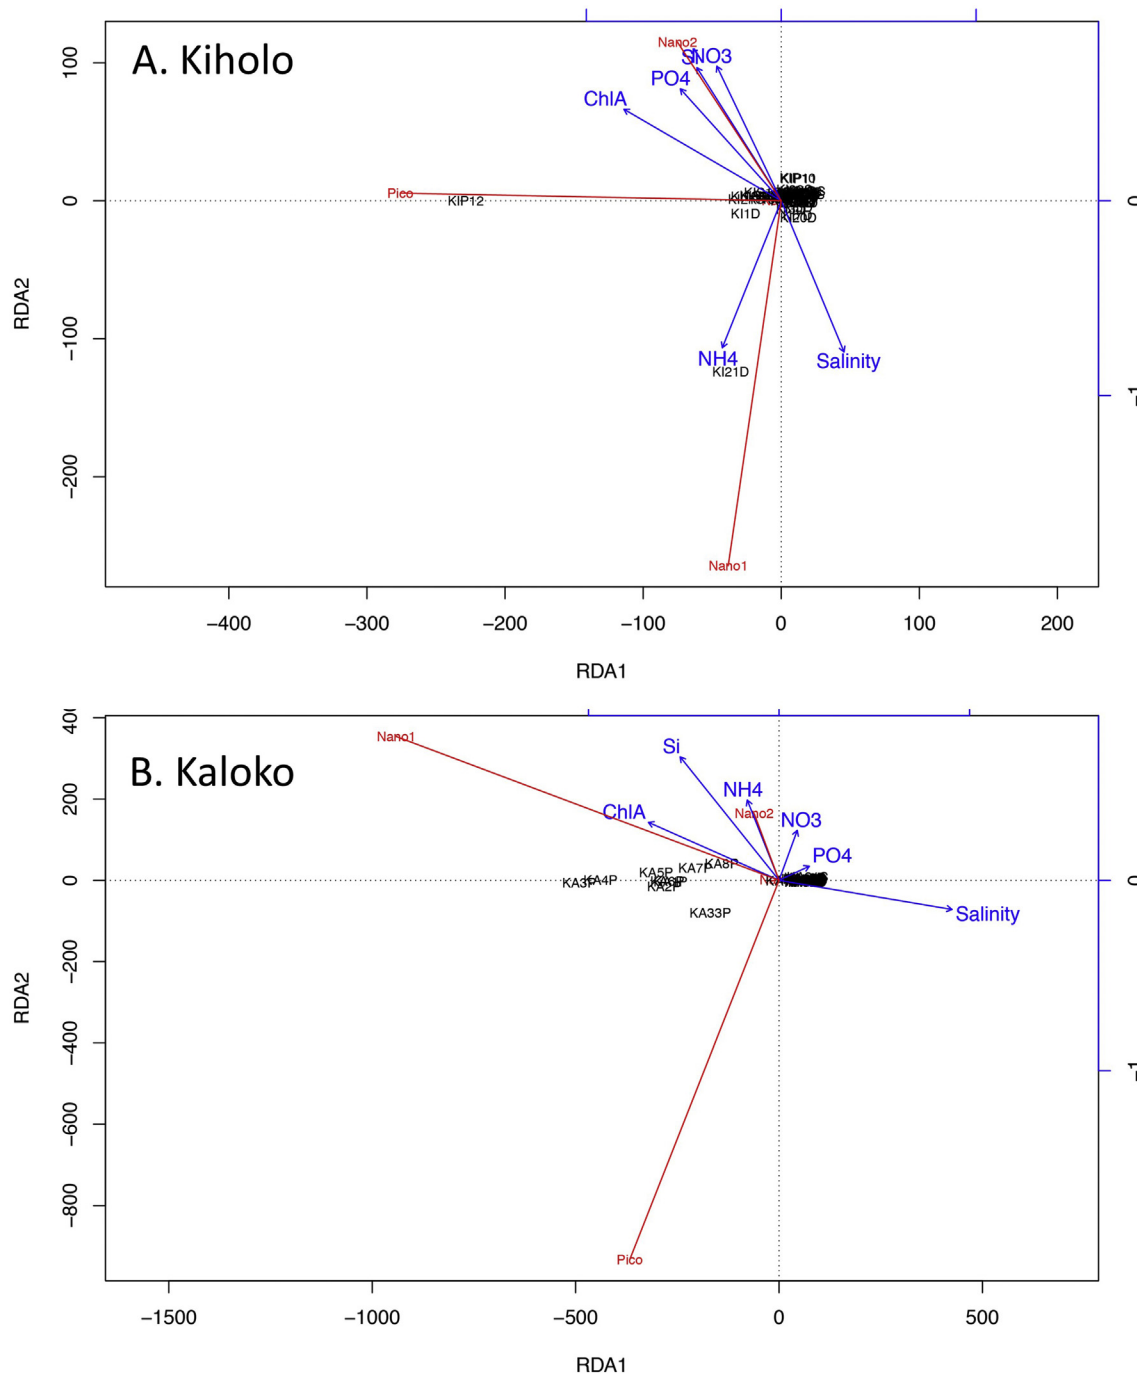 A. Kiholo
Nano2
NO3
PO4
ChlA
Pico
KIP12
KIP10
KI1D
KI20D
NH4
Salinity
KI21D
Nano1
100
0
−100
−200
RDA2
0
−1
−400
−300
−200
−100
0
100
200
RDA1
B. Kaloko
Nano1
Si
NH4
ChlA
Nano2
NO3
PO4
KA8P
KA7P
KA5P
KA4P
KA3P
KA2P
KA33P
Salinity
Pico
200
0
−200
−400
−600
−800
RDA2
0
−1
−1500
−1000
−500
0
500
RDA1